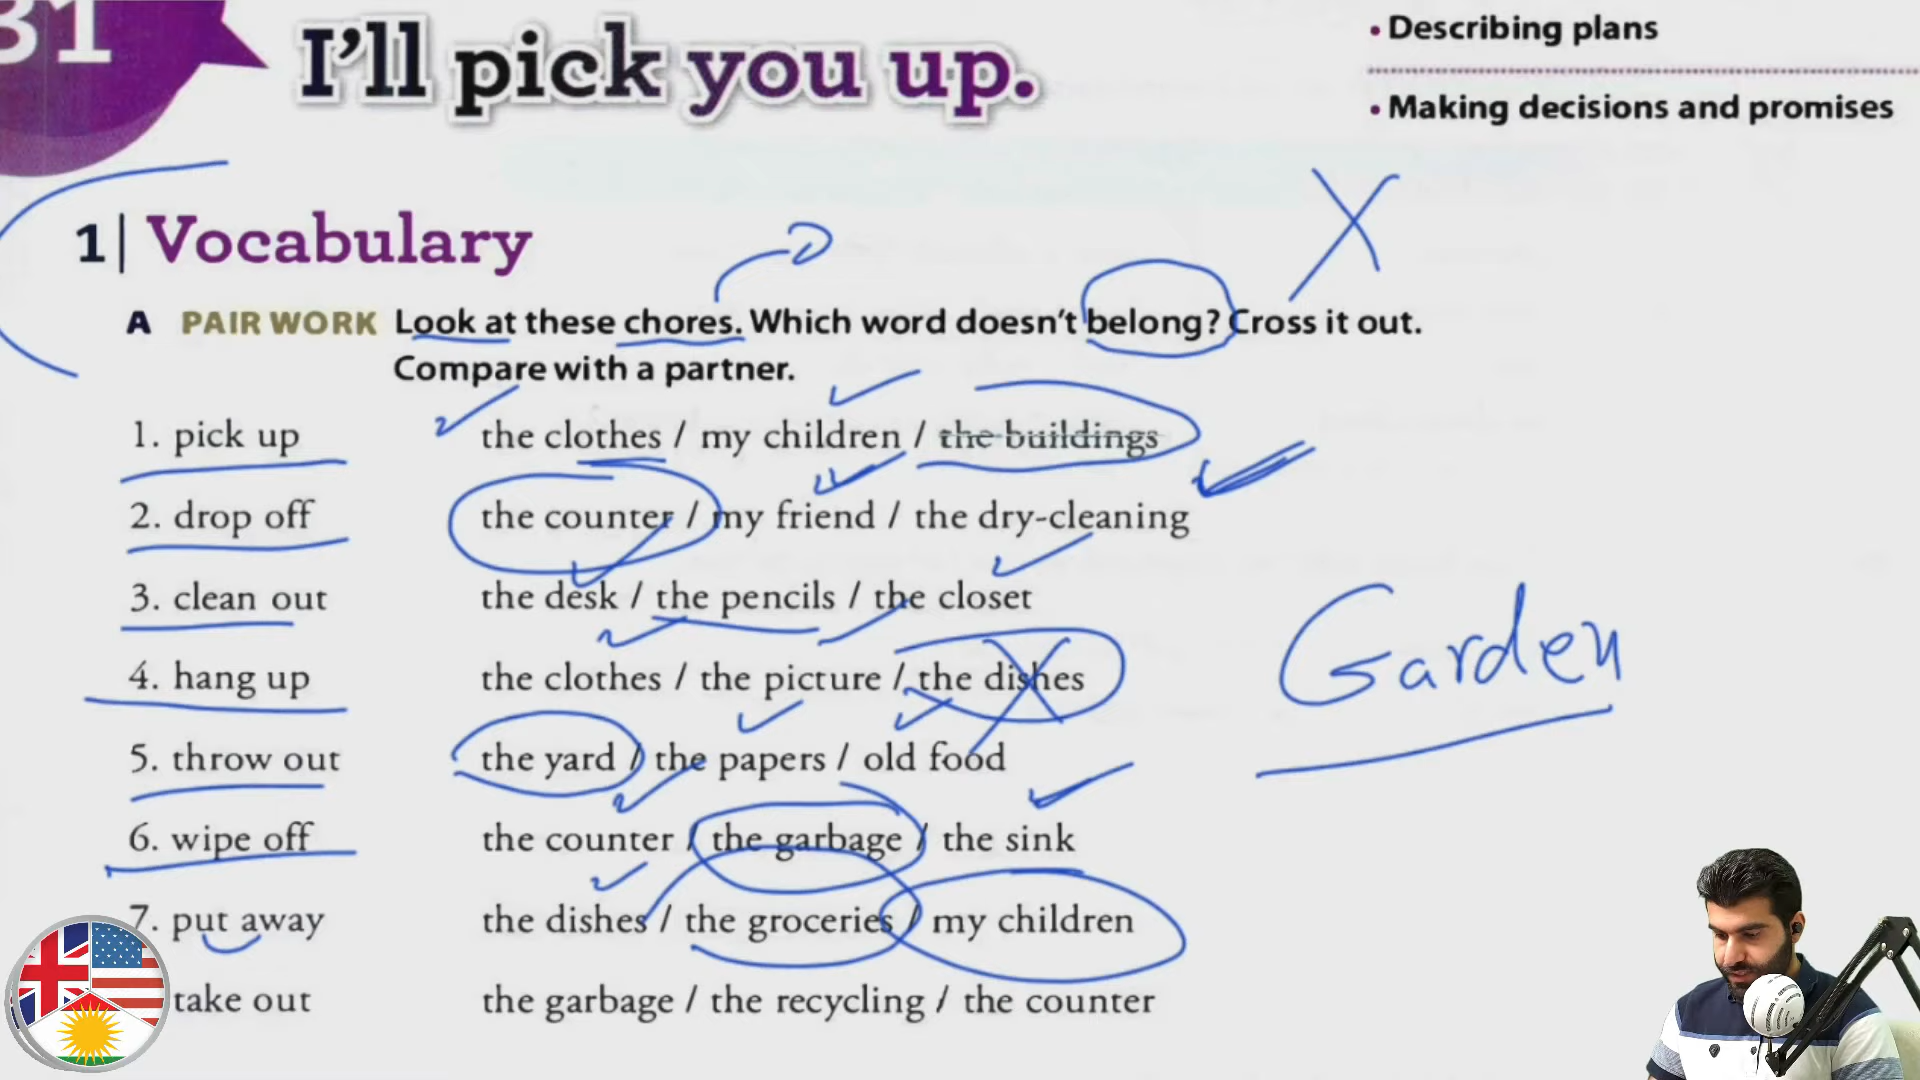 31
I'll pick you up.
• Describing plans
• Making decisions and promises
1 | Vocabulary
A PAIR WORK Look at these chores. Which word doesn't belong? Cross it out.
Compare with a partner.
1. pick up the clothes / my children / the buildings
2. drop off the counter / my friend / the dry-cleaning
3. clean out the desk / the pencils / the closet
4. hang up the clothes / the picture / the dishes
5. throw out the yard / the papers / old food
6. wipe off the counter / the garbage / the sink
7. put away the dishes / the groceries / my children
take out the garbage / the recycling / the counter
Garden